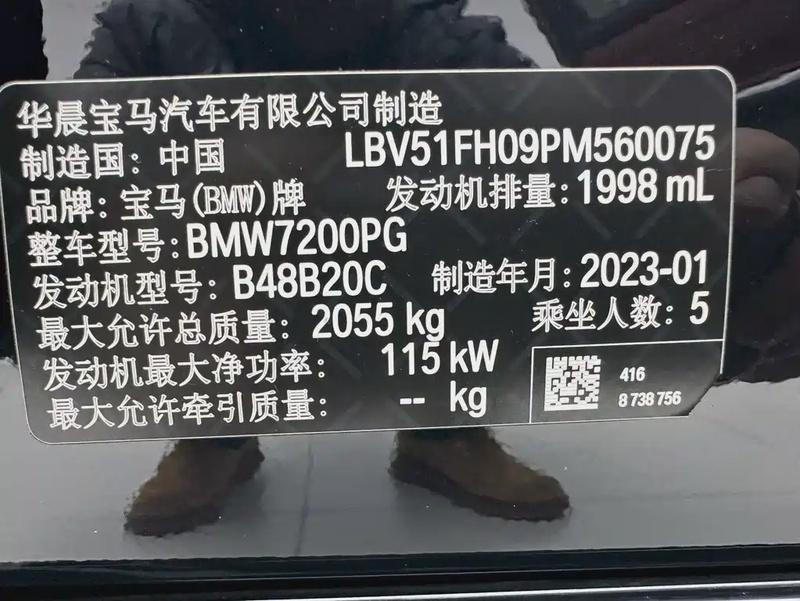 华晨宝马汽车有限公司制造
制造国：中国 LBV51FH09PM560075
品牌：宝马(BMW)牌 发动机排量：1998 mL
整车型号：BMW7200PG
发动机型号：B48B20C 制造年月：2023-01
最大允许总质量：2055 kg 乘坐人数：5
发动机最大净功率：115 kW
最大允许牵引质量：-- kg
416
8 738 756